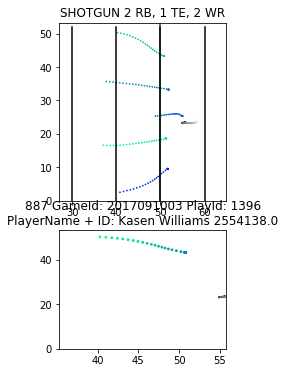 SHOTGUN 2 RB, 1 TE, 2 WR
50
40
30
20
10
0
30 40 50 60
887 GameId: 2017091003 PlayId: 1396
PlayerName + ID: Kasen Williams 2554138.0
40
20
0
40 45 50 55